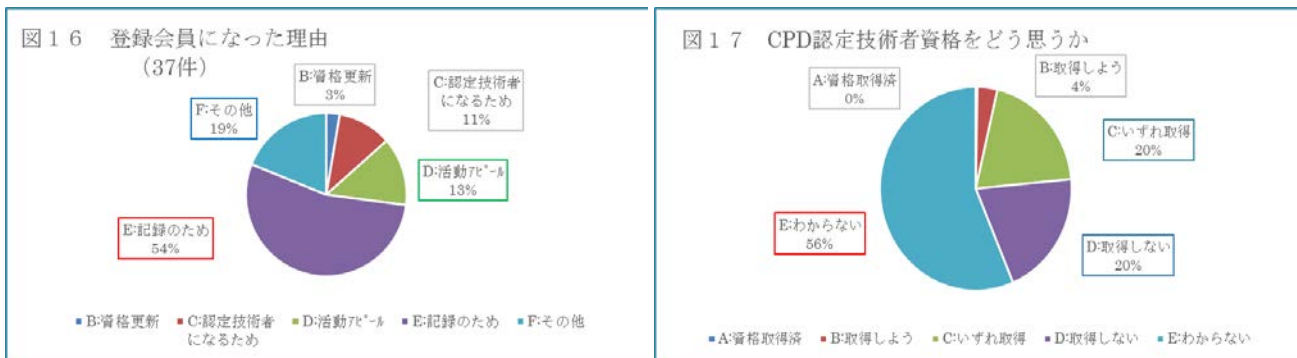 図１６　登録会員になった理由
（37件）
B:資格更新
3%
C:認定技術者
になるため
11%
F:その他
19%
D:活動ｱﾋﾟｰﾙ
13%
E:記録のため
54%
■B:資格更新 ■C:認定技術者 ■D:活動ｱﾋﾟｰﾙ ■E:記録のため ■F:その他
になるため
図１７　CPD認定技術者資格をどう思うか
A:資格取得済
0%
B:取得しよう
4%
C:いずれ取得
20%
E:わからない
56%
D:取得しない
20%
■A:資格取得済 ■B:取得しよう ■C:いずれ取得 ■D:取得しない ■E:わからない